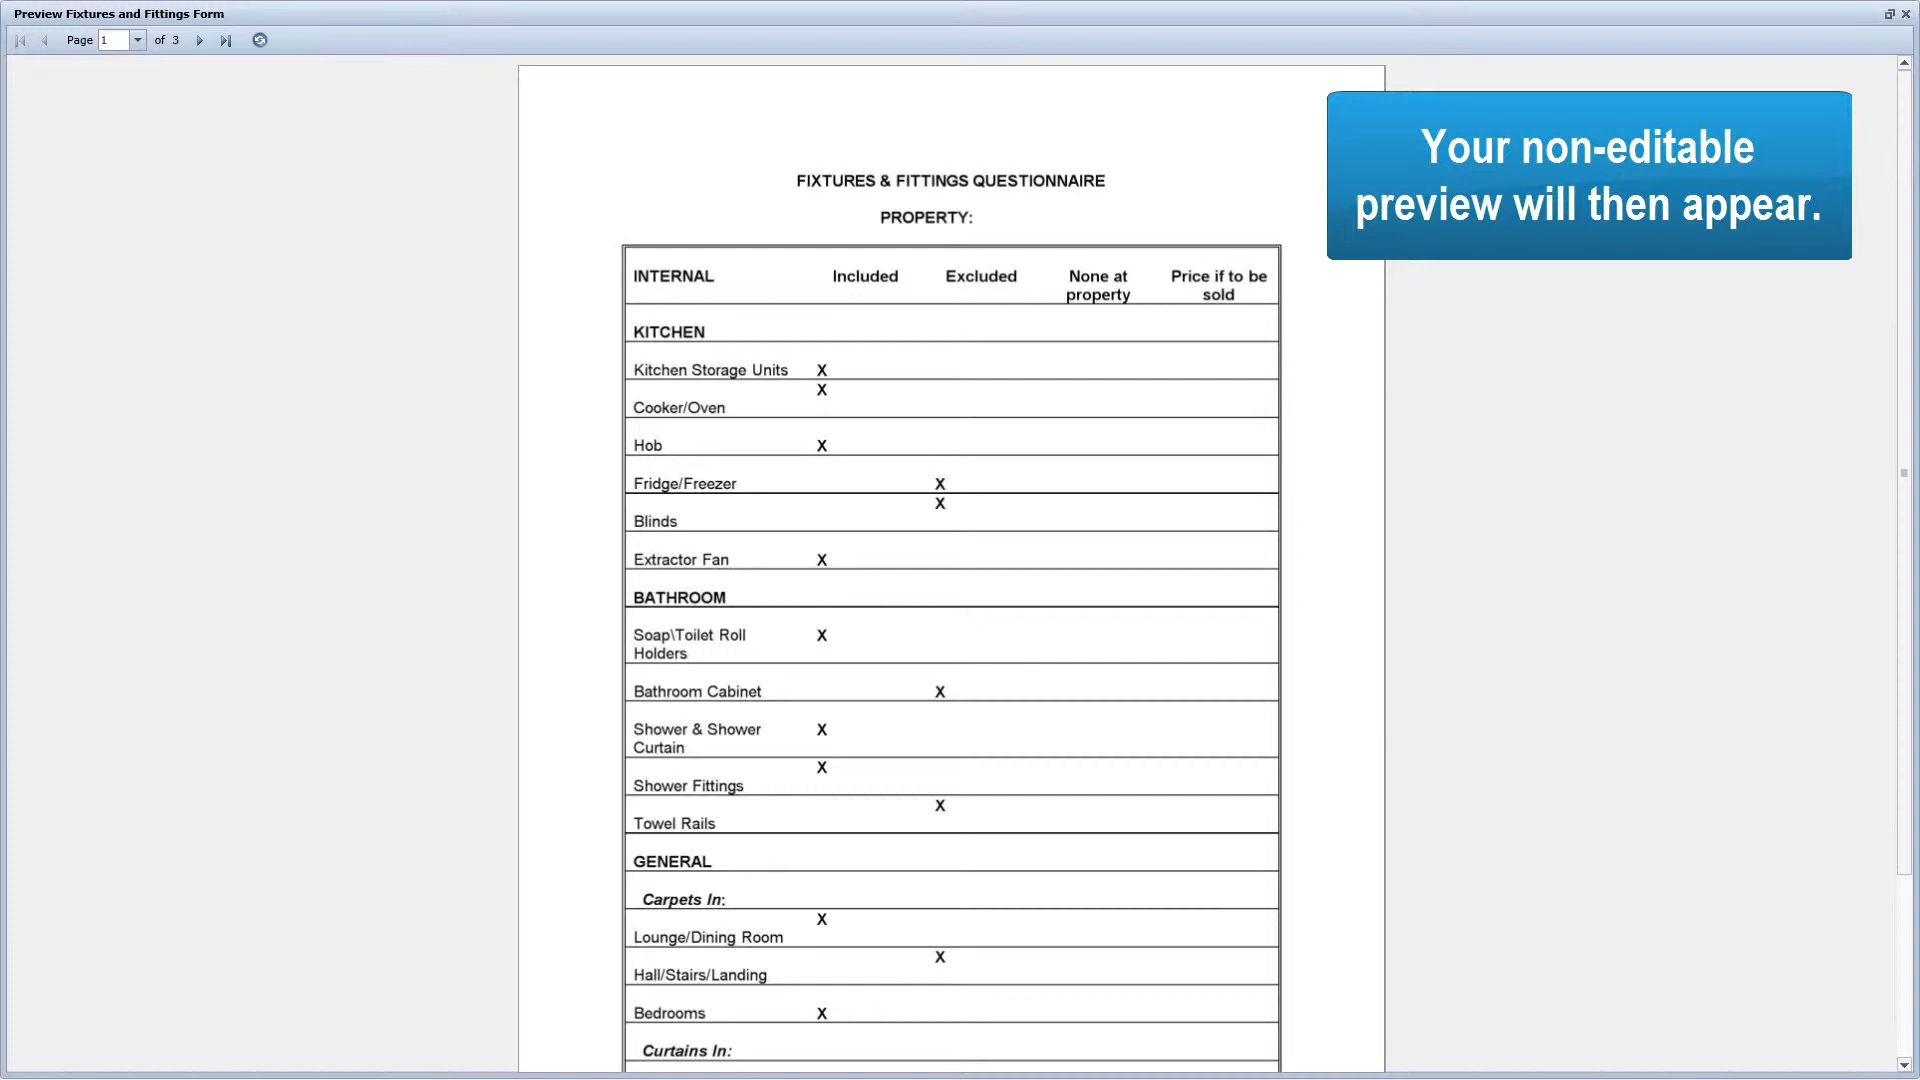 Preview Fixtures and Fittings Form
Page 1 of 3
Your non-editable
preview will then appear.
FIXTURES & FITTINGS QUESTIONNAIRE
PROPERTY:
INTERNAL Included Excluded None at property Price if to be sold
KITCHEN
Kitchen Storage Units X
X
Cooker/Oven
Hob X
Fridge/Freezer X
X
Blinds
Extractor Fan X
BATHROOM
Soap\Toilet Roll X
Holders
Bathroom Cabinet X
Shower & Shower X
Curtain
X
Shower Fittings
X
Towel Rails
GENERAL
Carpets In:
X
Lounge/Dining Room
X
Hall/Stairs/Landing
Bedrooms X
Curtains In: